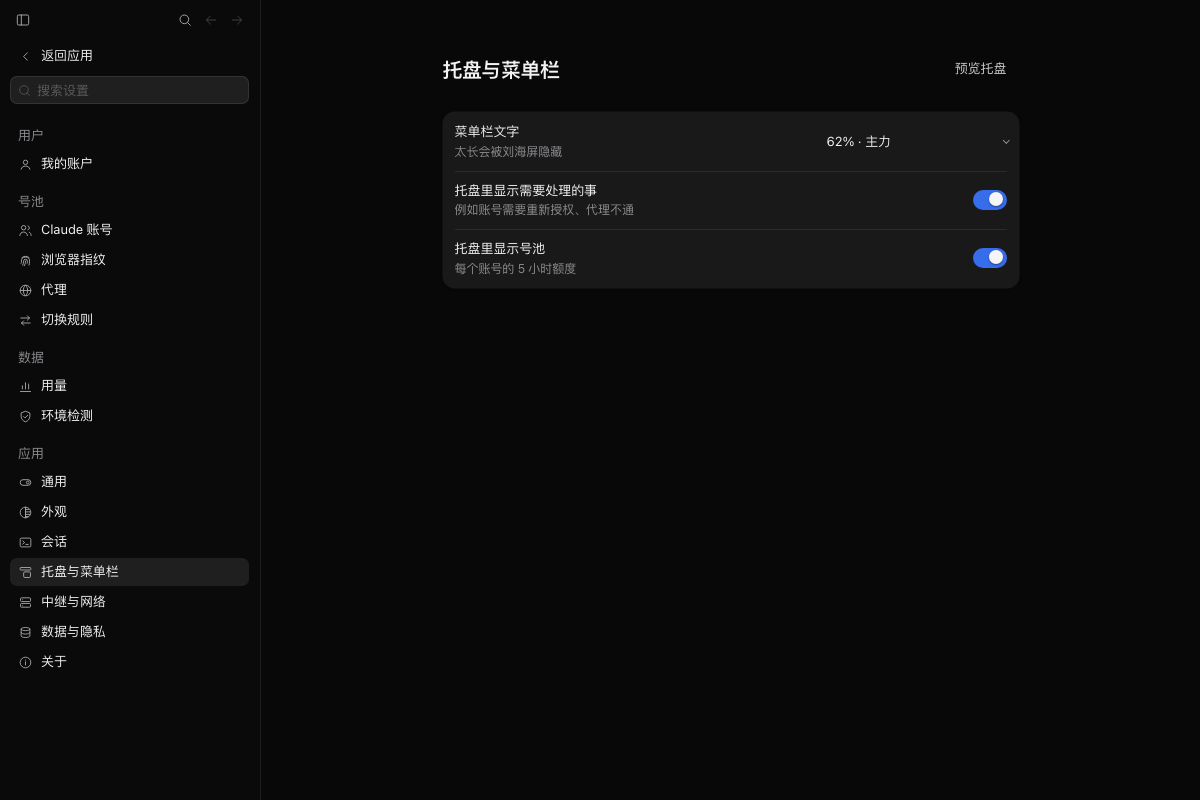 返回应用
搜索设置
用户
我的账户
号池
Claude 账号
浏览器指纹
代理
切换规则
数据
用量
环境检测
应用
通用
外观
会话
托盘与菜单栏
中继与网络
数据与隐私
关于
托盘与菜单栏
预览托盘
菜单栏文字
太长会被刘海屏隐藏
62% · 主力
托盘里显示需要处理的事
例如账号需要重新授权、代理不通
托盘里显示号池
每个账号的 5 小时额度